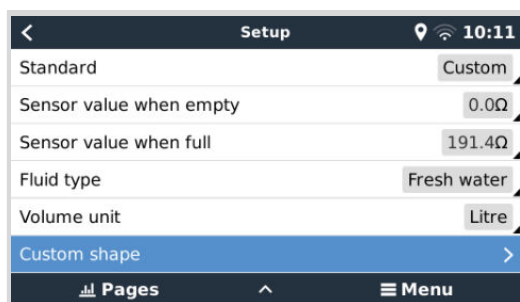 Setup 10:11
Standard Custom
Sensor value when empty 0.0Ω
Sensor value when full 191.4Ω
Fluid type Fresh water
Volume unit Litre
Custom shape
Pages Menu